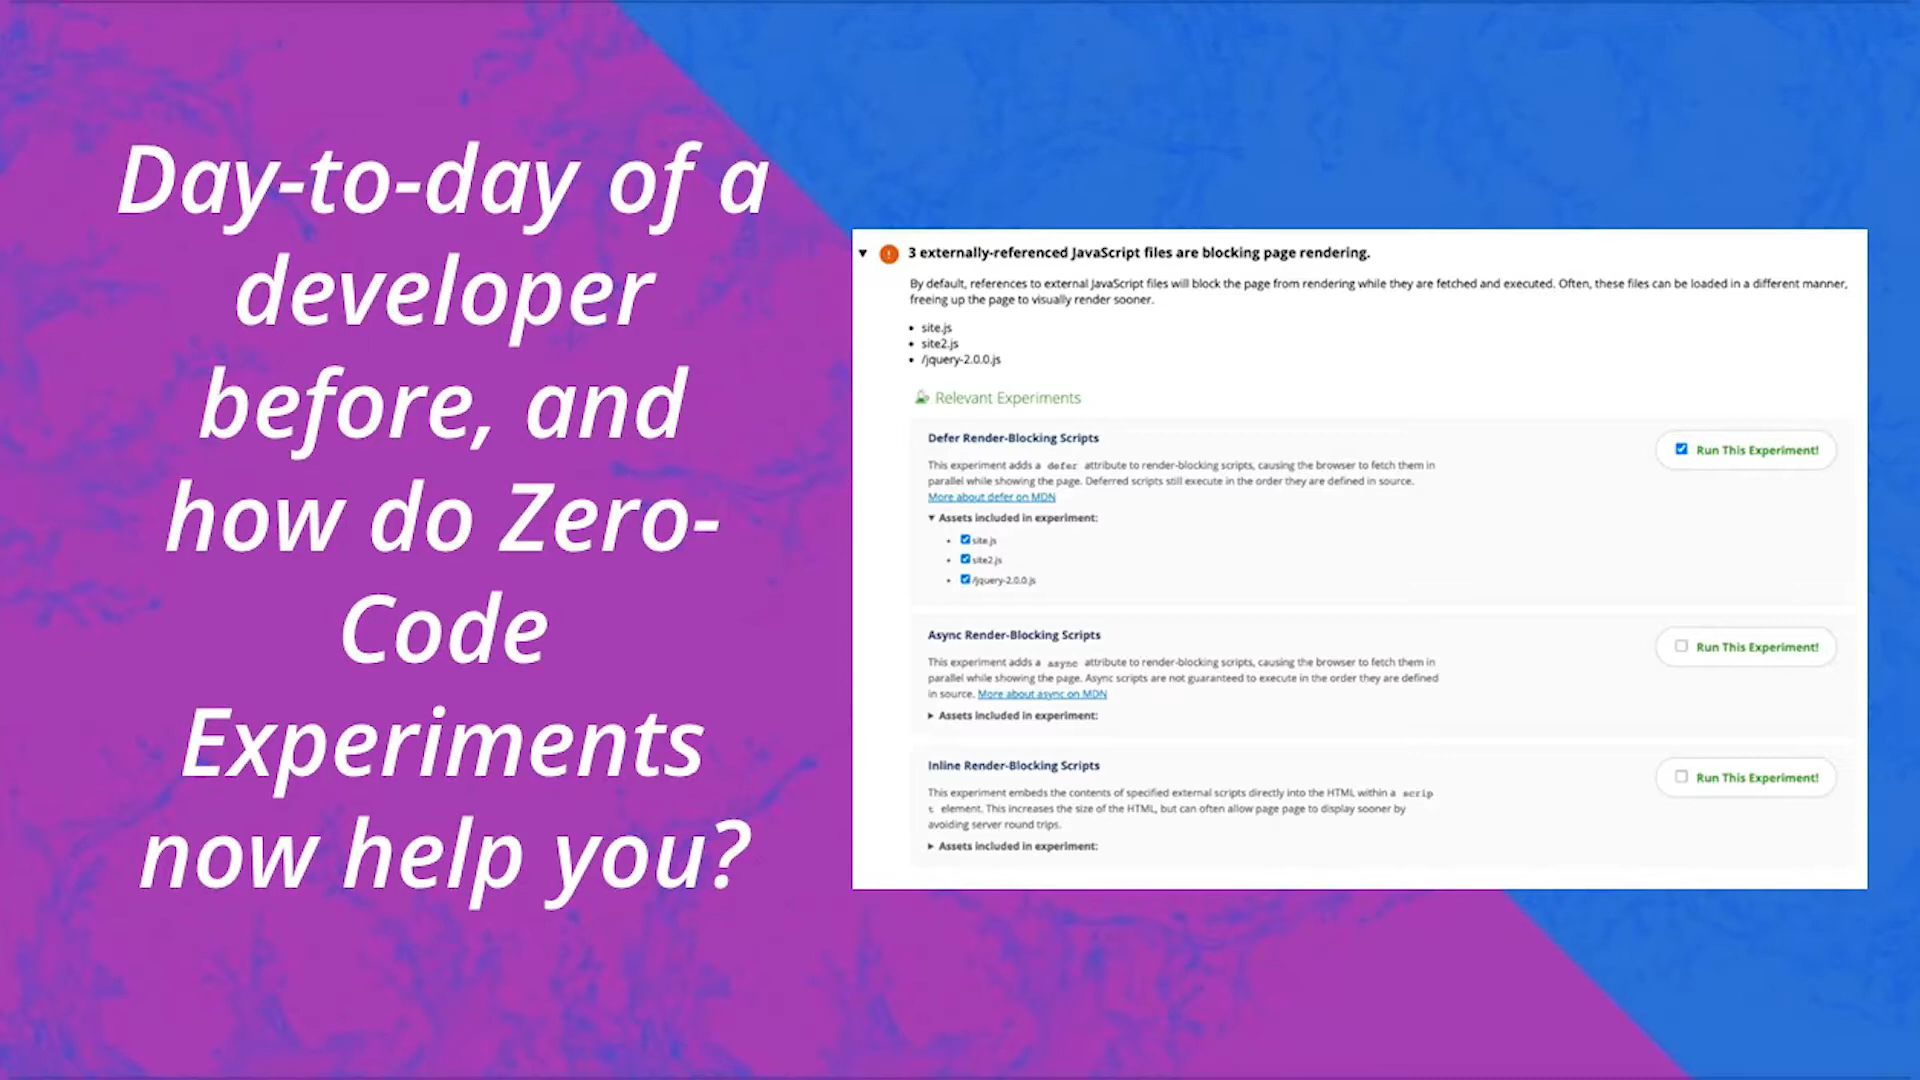 Day-to-day of a
developer
before, and
how do Zero-
Code
Experiments
now help you?
3 externally-referenced JavaScript files are blocking page rendering.
By default, references to external JavaScript files will block the page from rendering while they are fetched and executed. Often, these files can be loaded in a different manner,
freeing up the page to visually render sooner.
site.js
site2.js
/jquery-2.0.0.js
Relevant Experiments
Defer Render-Blocking Scripts
Run This Experiment!
This experiment adds a defer attribute to render-blocking scripts, causing the browser to fetch them in
parallel while showing the page. Deferred scripts still execute in the order they are defined in source.
More about defer on MDN
Assets included in experiment:
site.js
site2.js
/jquery-2.0.0.js
Async Render-Blocking Scripts
Run This Experiment!
This experiment adds a async attribute to render-blocking scripts, causing the browser to fetch them in
parallel while showing the page. Async scripts are not guaranteed to execute in the order they are defined
in source. More about async on MDN
Assets included in experiment:
Inline Render-Blocking Scripts
Run This Experiment!
This experiment embeds the contents of specified external scripts directly into the HTML within a scrip
t element. This increases the size of the HTML, but can often allow page page to display sooner by
avoiding server round trips.
Assets included in experiment: